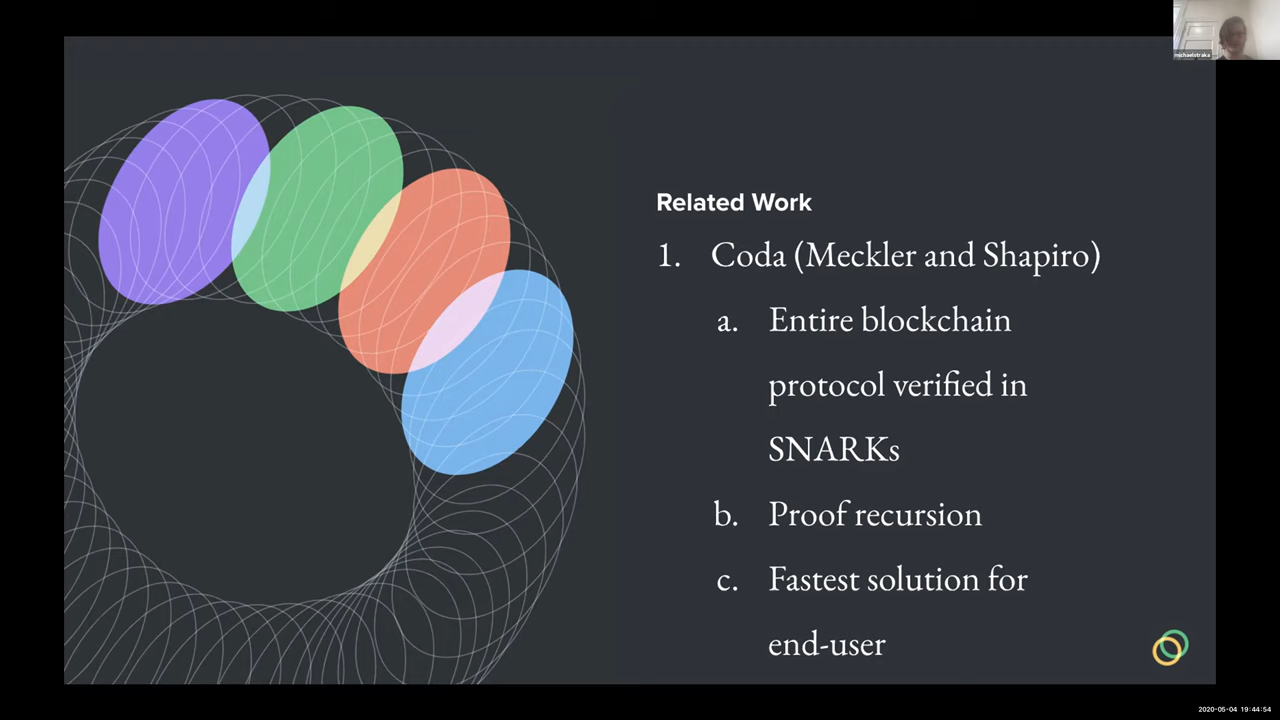 michaelstraka
Related Work
1. Coda (Meckler and Shapiro)
a. Entire blockchain
protocol verified in
SNARKs
b. Proof recursion
c. Fastest solution for
end-user
2020-05-04 19:44:54